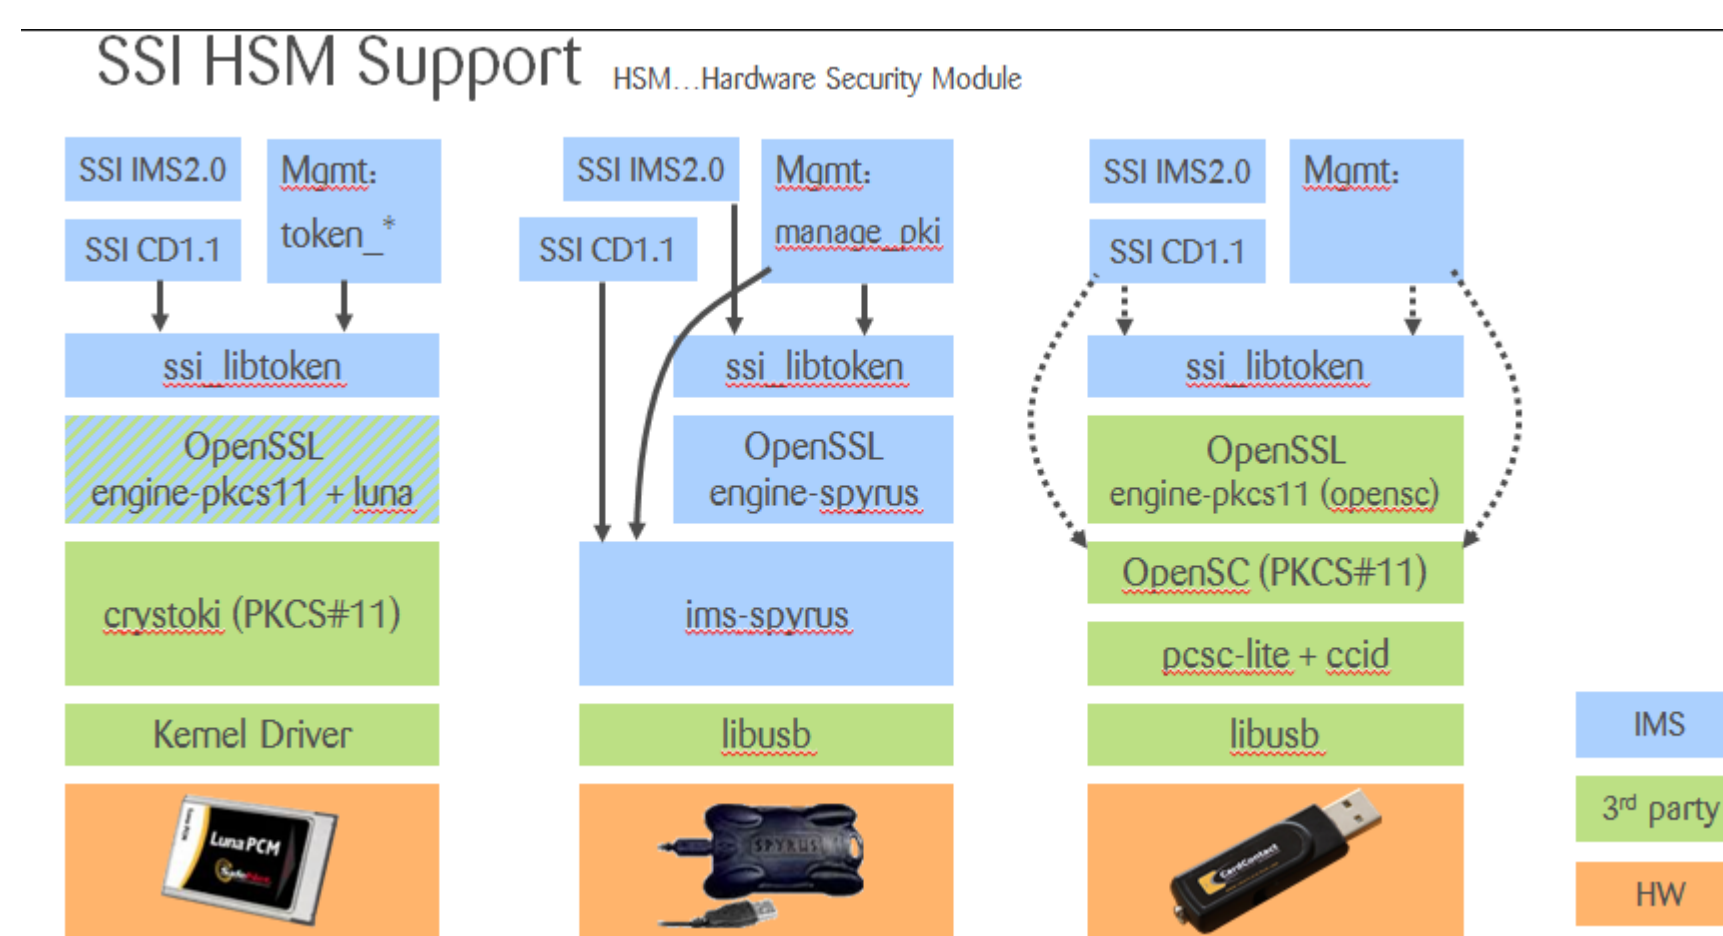 SSI HSM Support HSM...Hardware Security Module
SSI IMS2.0
Mgmt:
token_*
SSI CD1.1
ssi_libtoken
OpenSSL
engine-pkcs11 + luna
crystoki (PKCS#11)
Kernel Driver
Luna PCM
SafeNet
SSI IMS2.0
Mgmt:
manage_pki
SSI CD1.1
ssi_libtoken
OpenSSL
engine-spyrus
ims-spyrus
libusb
SPYRUS
SSI IMS2.0
Mgmt:
SSI CD1.1
ssi_libtoken
OpenSSL
engine-pkcs11 (opensc)
OpenSC (PKCS#11)
pcsc-lite + ccid
libusb
CardContact
IMS
3rd party
HW